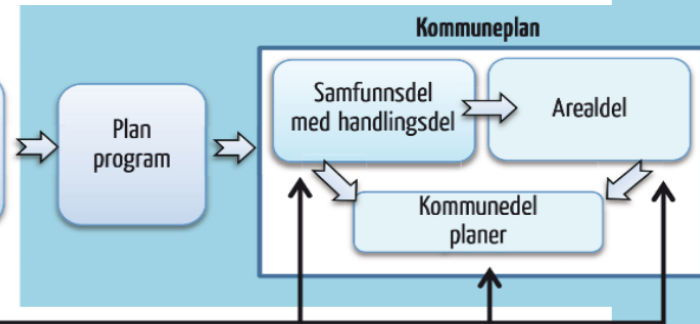 Kommuneplan
Plan
program
Samfunnsdel
med handlingsdel
Arealdel
Kommunedel
planer